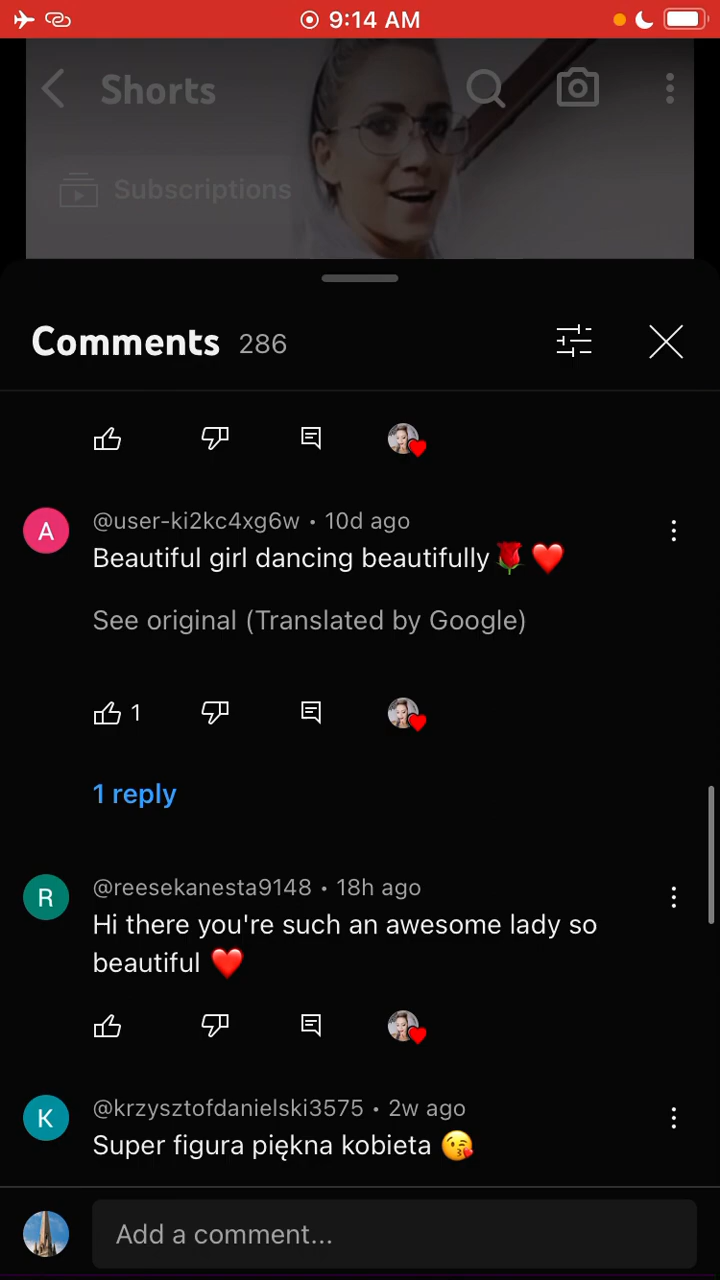 9:14 AM
Shorts
Subscriptions
Comments 286
@user-ki2kc4xg6w • 10d ago
A
Beautiful girl dancing beautifully🌹❤️
See original (Translated by Google)
1
1 reply
@reesekanesta9148 • 18h ago
R
Hi there you're such an awesome lady so
beautiful ❤️
@krzysztofdanielski3575 • 2w ago
K
Super figura piękna kobieta 😘
Add a comment...